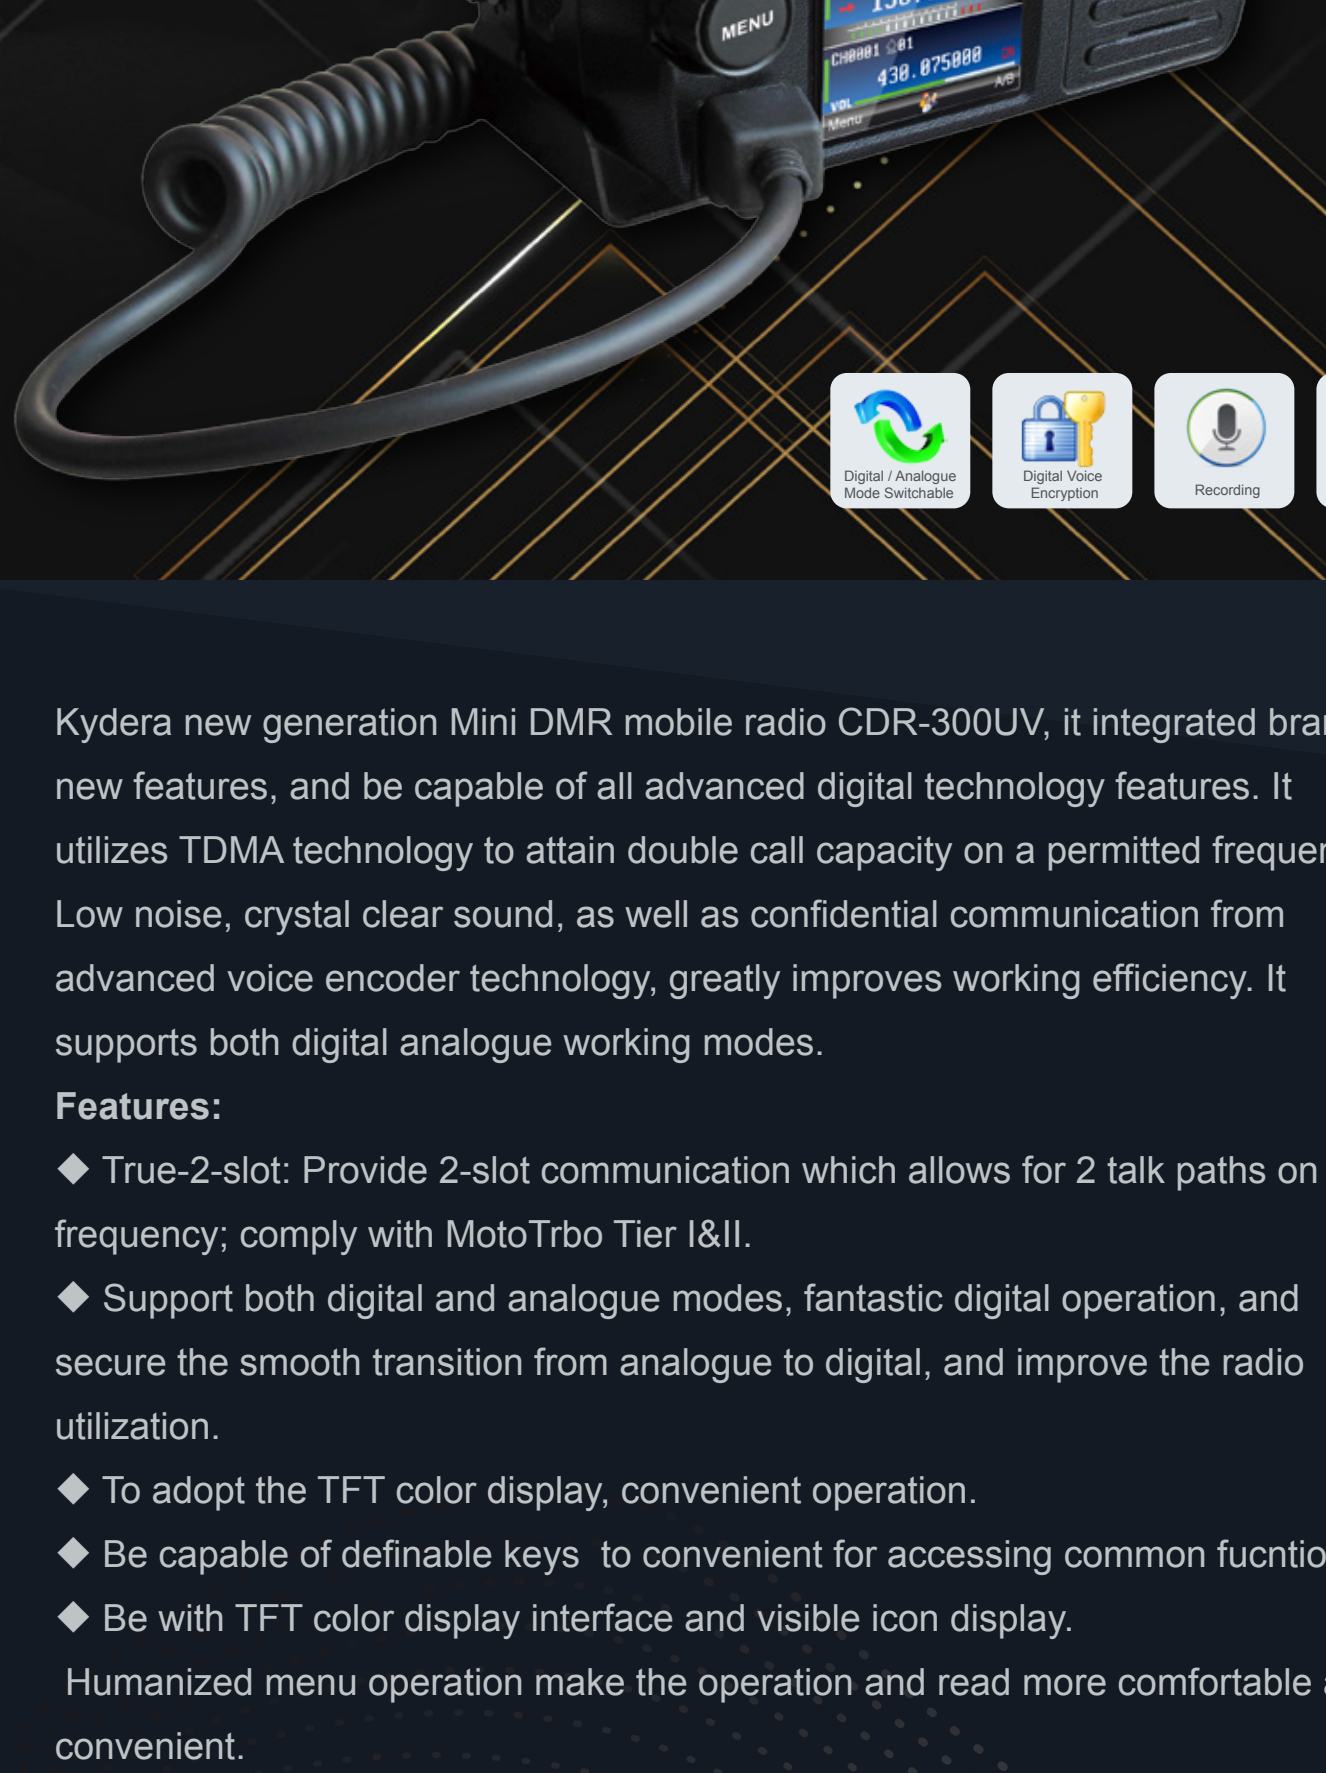 MENU
CH0001 01
430.075000
VOL
A/B
Menu
Digital / Analogue
Mode Switchable
Digital Voice
Encryption
Recording
Kydera new generation Mini DMR mobile radio CDR-300UV, it integrated
new features, and be capable of all advanced digital technology features. It
utilizes TDMA technology to attain double call capacity on a permitted
Low noise, crystal clear sound, as well as confidential communication from
advanced voice encoder technology, greatly improves working efficiency. It
supports both digital analogue working modes.
Features:
◆ True-2-slot: Provide 2-slot communication which allows for 2 talk paths on
frequency; comply with MotoTrbo Tier I&II.
◆ Support both digital and analogue modes, fantastic digital operation, and
secure the smooth transition from analogue to digital, and improve the radio
utilization.
◆ To adopt the TFT color display, convenient operation.
◆ Be capable of definable keys to convenient for accessing common
◆ Be with TFT color display interface and visible icon display.
Humanized menu operation make the operation and read more comfortable
convenient.